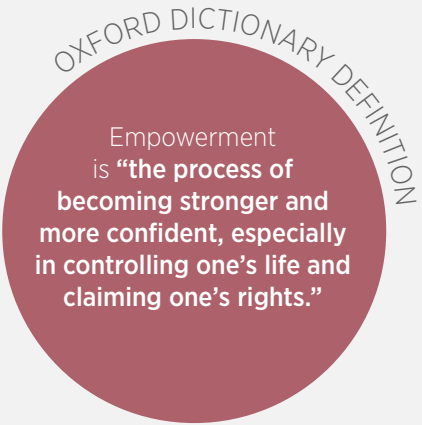 OXFORD DICTIONARY DEFINITION
Empowerment
is “the process of
becoming stronger and
more confident, especially
in controlling one’s life and
claiming one’s rights.”